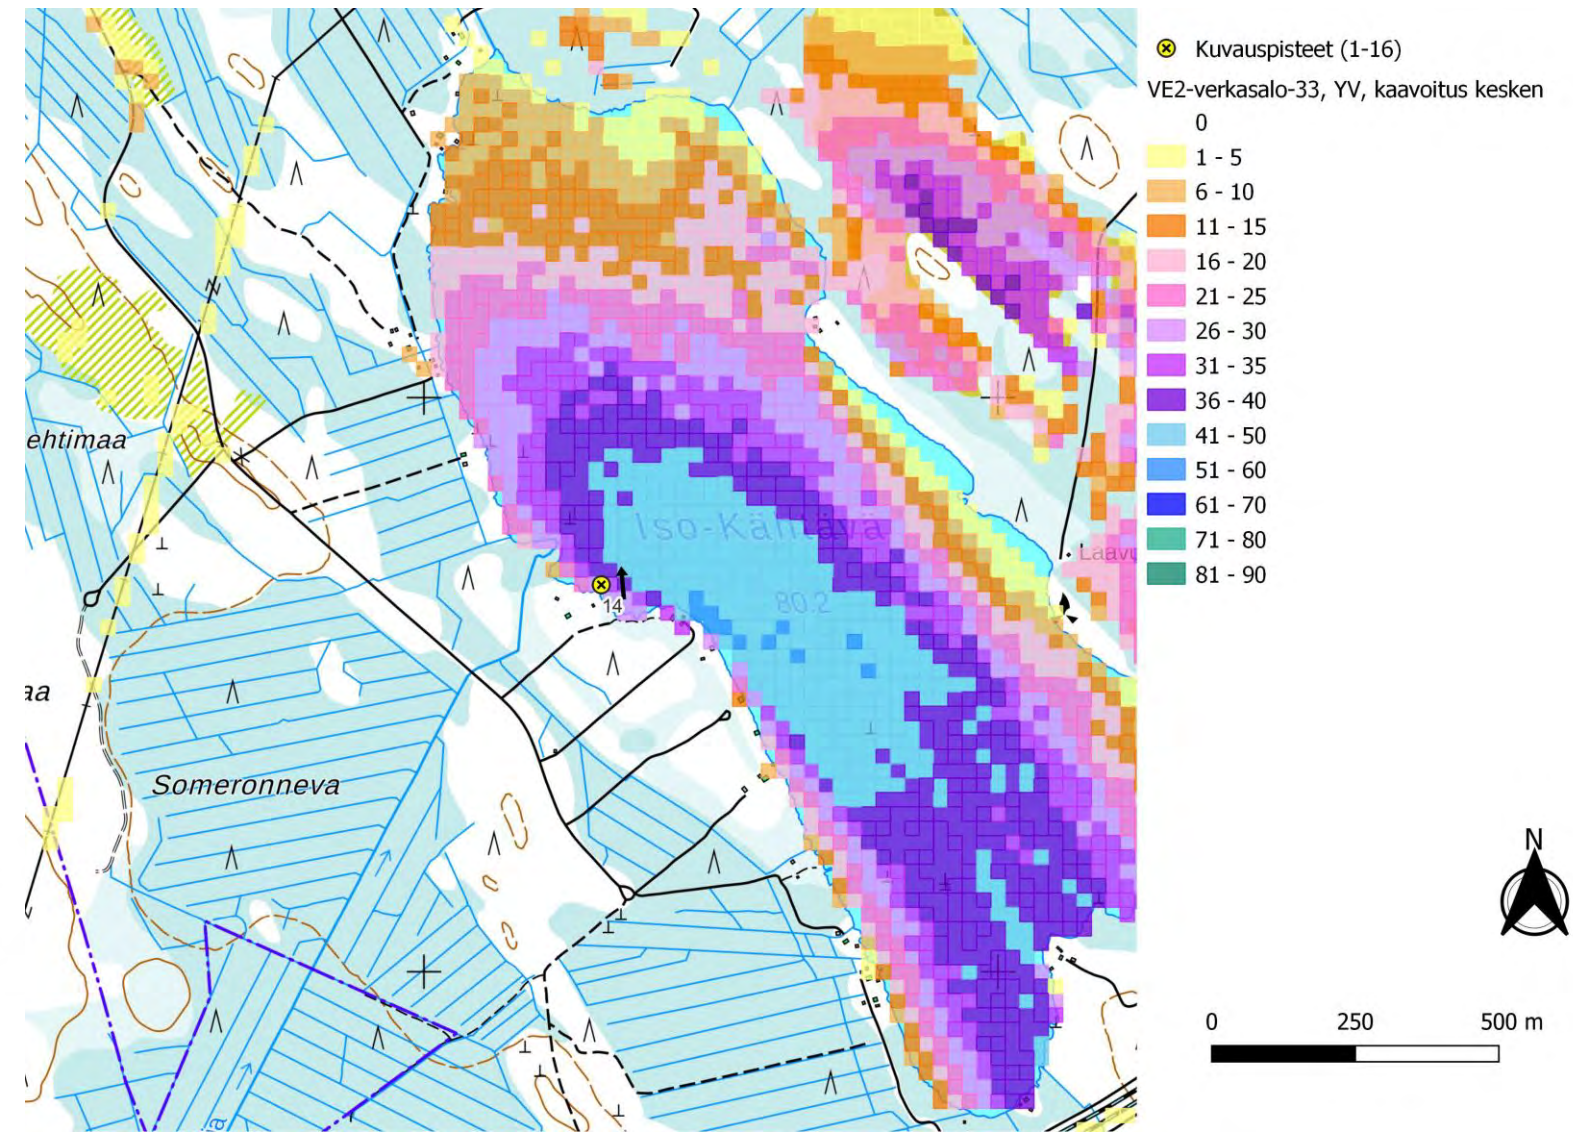 Kuvauspisteet (1-16)
VE2-verkasalo-33, YV, kaavoitus kesken
0
1 - 5
6 - 10
11 - 15
16 - 20
21 - 25
26 - 30
31 - 35
36 - 40
41 - 50
51 - 60
61 - 70
71 - 80
81 - 90
ehtimaa
Iso-Kähtävä
Laavu
80.2
14
aa
Someronneva
N
0 250 500 m